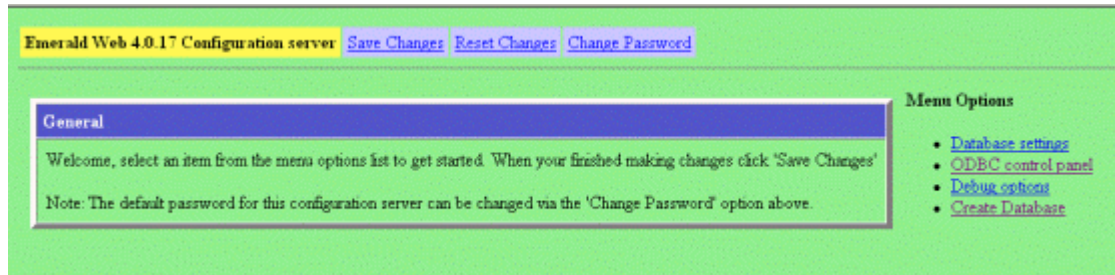 Emerald Web 4.0.17 Configuration server Save Changes Reset Changes Change Password
General
Welcome, select an item from the menu options list to get started. When your finished making changes click 'Save Changes'
Note: The default password for this configuration server can be changed via the 'Change Password' option above.
Menu Options
Database settings
ODBC control panel
Debug options
Create Database